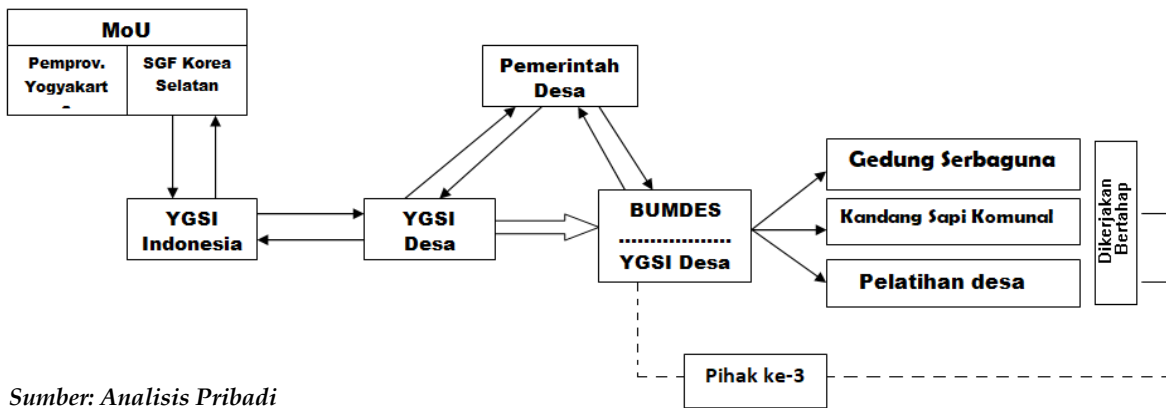 MoU
Pemprov.
Yogyakart
SGF Korea
Selatan
Pemerintah
Desa
YGSI
Indonesia
YGSI
Desa
BUMDES
..................
YGSI Desa
Gedung Serbaguna
Kandang Sapi Komunal
Pelatihan desa
Dikerjakan
Bertahap
Pihak ke-3
Sumber: Analisis Pribadi